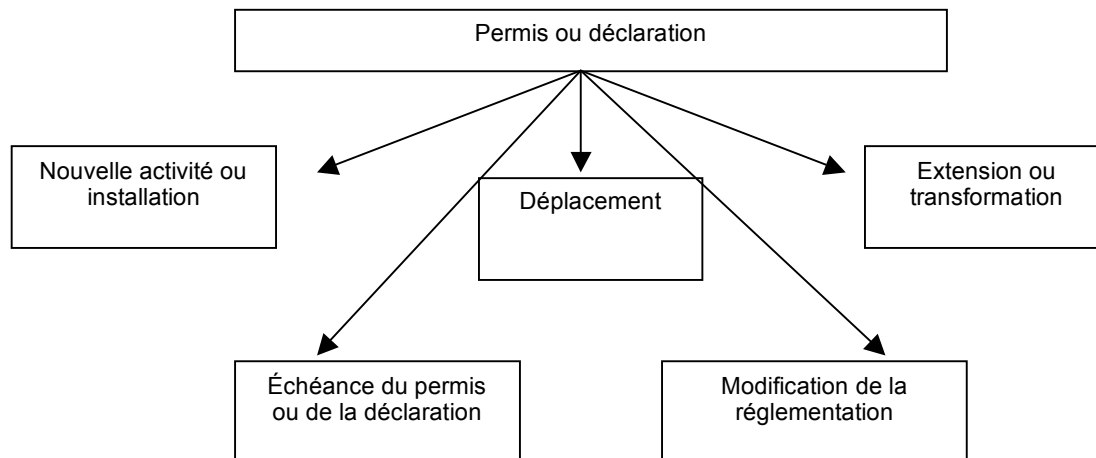 Permis ou déclaration
Nouvelle activité ou
installation
Déplacement
Extension ou
transformation
Échéance du permis
ou de la déclaration
Modification de la
réglementation